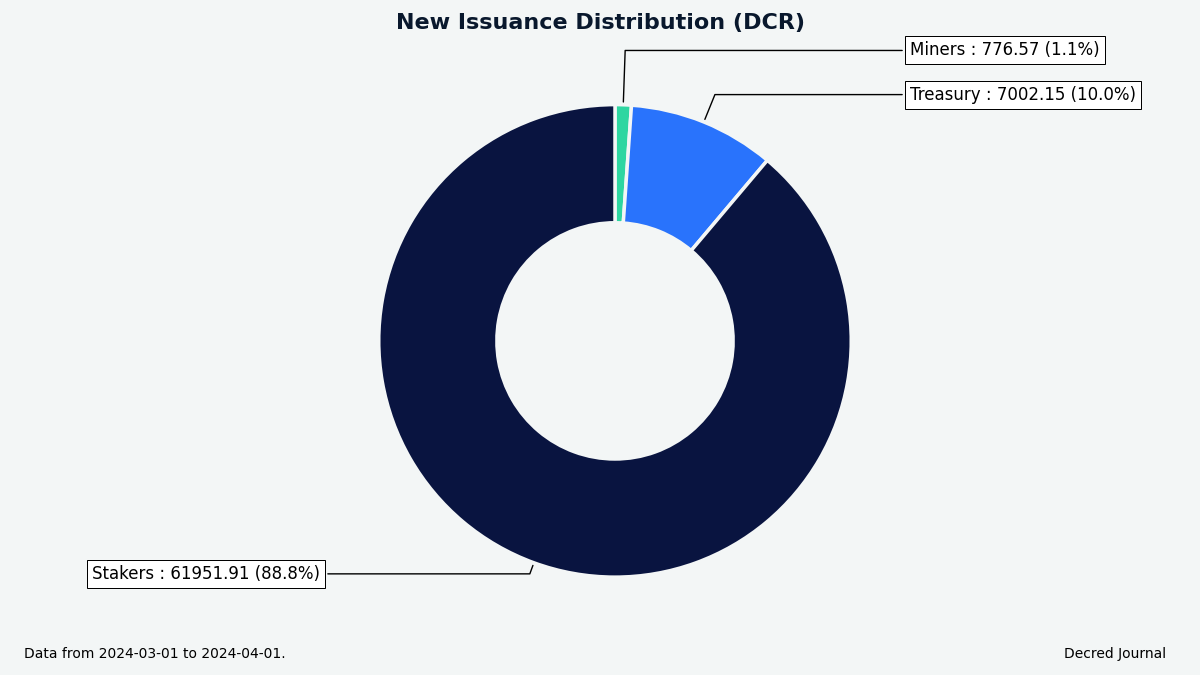 New Issuance Distribution (DCR)
Miners : 776.57 (1.1%)
Treasury : 7002.15 (10.0%)
Stakers : 61951.91 (88.8%)
Data from 2024-03-01 to 2024-04-01.
Decred Journal